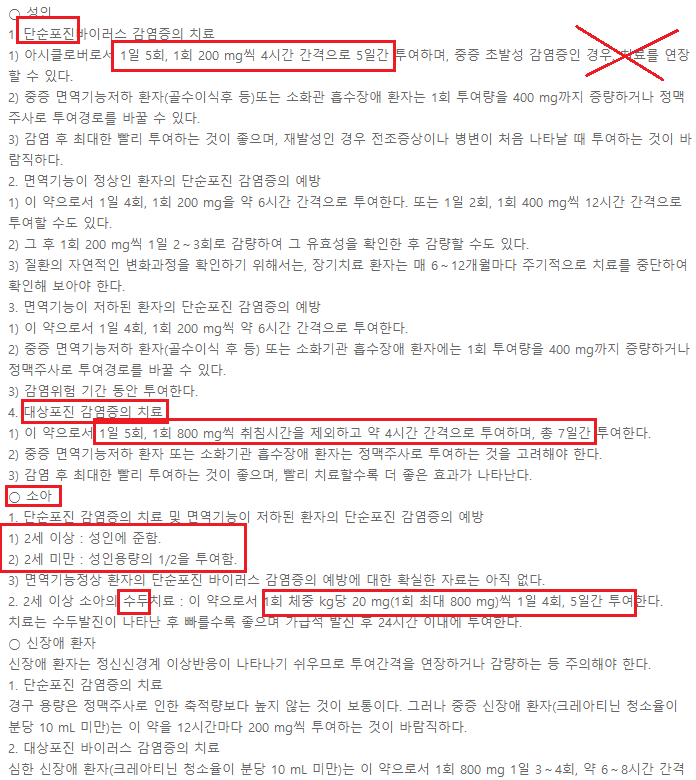 ○ 성인
1. 단순포진바이러스 감염증의 치료
1) 아시클로버로서 1일 5회, 1회 200 mg씩 4시간 간격으로 5일간 투여하며, 중증 초발성 감염증인 경우, 치료를 연장
할 수 있다.
2) 중증 면역기능저하 환자(골수이식후 등)또는 소화관 흡수장애 환자는 1회 투여량을 400 mg까지 증량하거나 정맥
주사로 투여경로를 바꿀 수 있다.
3) 감염 후 최대한 빨리 투여하는 것이 좋으며, 재발성인 경우 전조증상이나 병변이 처음 나타날 때 투여하는 것이 바
람직하다.
2. 면역기능이 정상인 환자의 단순포진 감염증의 예방
1) 이 약으로서 1일 4회, 1회 200 mg을 약 6시간 간격으로 투여한다. 또는 1일 2회, 1회 400 mg씩 12시간 간격으로
투여할 수도 있다.
2) 그 후 1회 200 mg씩 1일 2~3회로 감량하여 그 유효성을 확인한 후 감량할 수도 있다.
3) 질환의 자연적인 변화과정을 확인하기 위해서는, 장기치료 환자는 매 6~12개월마다 주기적으로 치료를 중단하여
확인해 보아야 한다.
3. 면역기능이 저하된 환자의 단순포진 감염증의 예방
1) 이 약으로서 1일 4회, 1회 200 mg씩 약 6시간 간격으로 투여한다.
2) 중증 면역기능저하 환자(골수이식 후 등) 또는 소화기관 흡수장애 환자에는 1회 투여량을 400 mg까지 증량하거나
정맥주사로 투여경로를 바꿀 수 있다.
3) 감염위험 기간 동안 투여한다.
4. 대상포진 감염증의 치료
1) 이 약으로서 1일 5회, 1회 800 mg씩 취침시간을 제외하고 약 4시간 간격으로 투여하며, 총 7일간 투여한다.
2) 중증 면역기능저하 환자 또는 소화기관 흡수장애 환자는 정맥주사로 투여하는 것을 고려해야 한다.
3) 감염 후 최대한 빨리 투여하는 것이 좋으며, 빨리 치료할수록 더 좋은 효과가 나타난다.
○ 소아
1. 단순포진 감염증의 치료 및 면역기능이 저하된 환자의 단순포진 감염증의 예방
1) 2세 이상 : 성인에 준함.
2) 2세 미만 : 성인용량의 1/2을 투여함.
3) 면역기능정상 환자의 단순포진 바이러스 감염증의 예방에 대한 확실한 자료는 아직 없다.
2. 2세 이상 소아의 수두치료 : 이 약으로서 1회 체중 kg당 20 mg(1회 최대 800 mg)씩 1일 4회, 5일간 투여한다.
치료는 수두발진이 나타난 후 빠를수록 좋으며 가급적 발진 후 24시간 이내에 투여한다.
○ 신장애 환자
신장애 환자는 정신신경계 이상반응이 나타나기 쉬우므로 투여간격을 연장하거나 감량하는 등 주의해야 한다.
1. 단순포진 감염증의 치료
경구 용량은 정맥주사로 인한 축적량보다 높지 않는 것이 보통이다. 그러나 중증 신장애 환자(크레아티닌 청소율이
분당 10 mL 미만)는 이 약을 12시간마다 200 mg씩 투여하는 것이 바람직하다.
2. 대상포진 바이러스 감염증의 치료
심한 신장애 환자(크레아티닌 청소율이 분당 10 mL 미만)는 이 약으로서 1회 800 mg 1일 3~4회, 약 6~8시간 간격